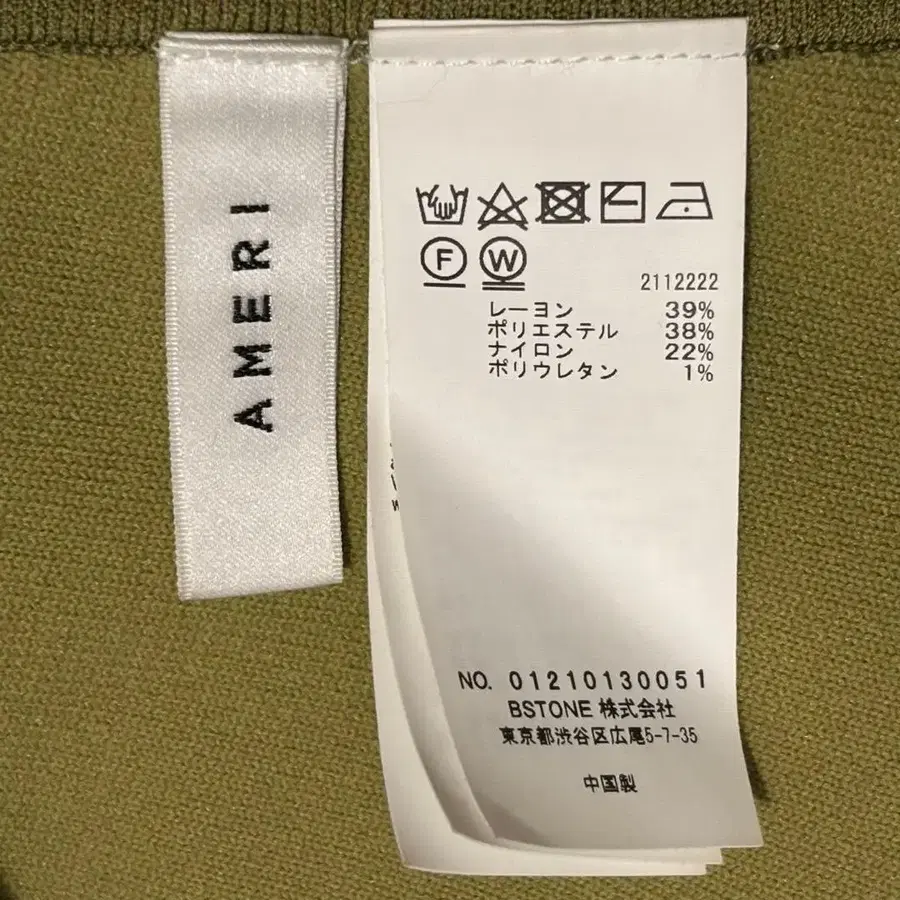 AMERI
F W
2112222
レーヨン 39%
ポリエステル 38%
ナイロン 22%
ポリウレタン 1%
NO. 01210130051
BSTONE 株式会社
東京都渋谷区広尾5-7-35
中国製